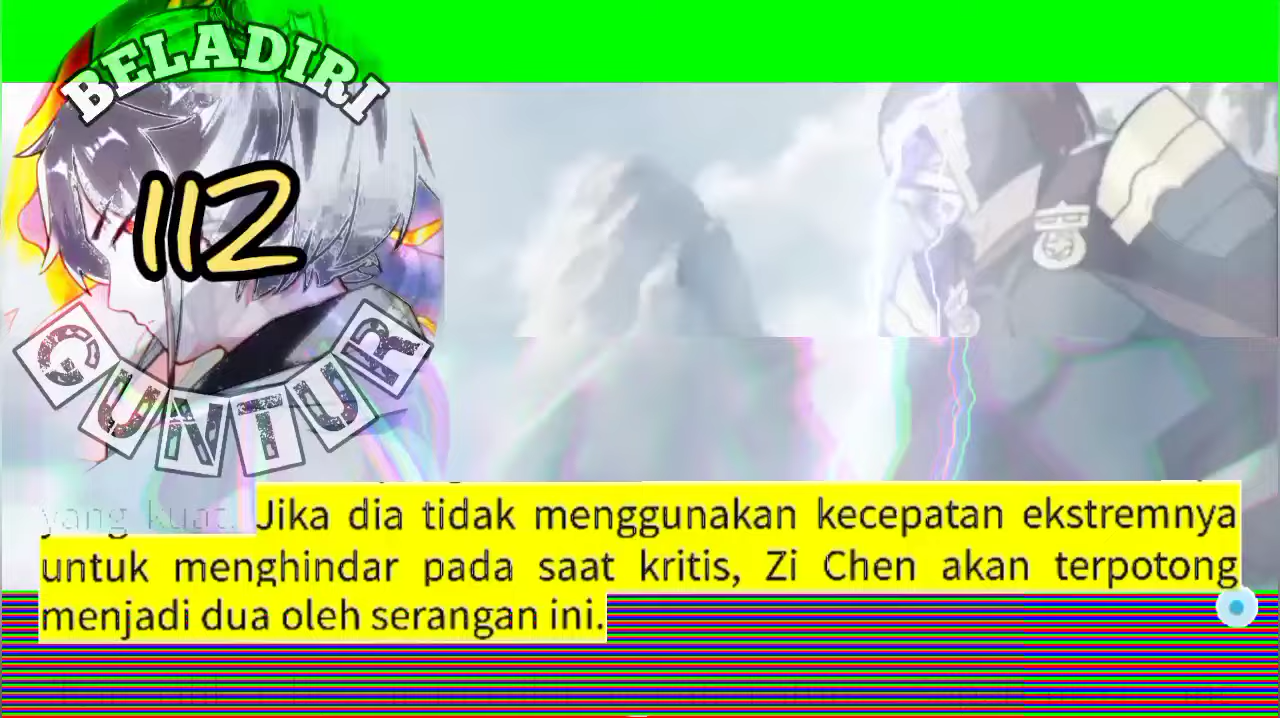 BELADIRI
112
GUNTUR
yang kuat. Jika dia tidak menggunakan kecepatan ekstremnya
untuk menghindar pada saat kritis, Zi Chen akan terpotong
menjadi dua oleh serangan ini.